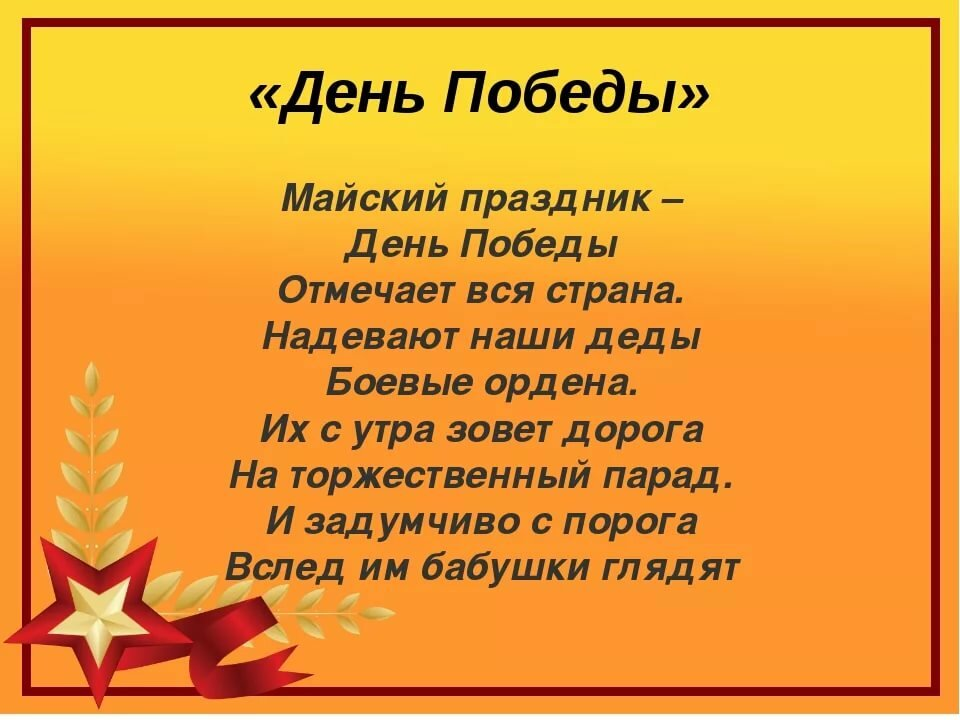 «День Победы»
Майский праздник –
День Победы
Отмечает вся страна.
Надевают наши деды
Боевые ордена.
Их с утра зовет дорога
На торжественный парад.
И задумчиво с порога
Вслед им бабушки глядят